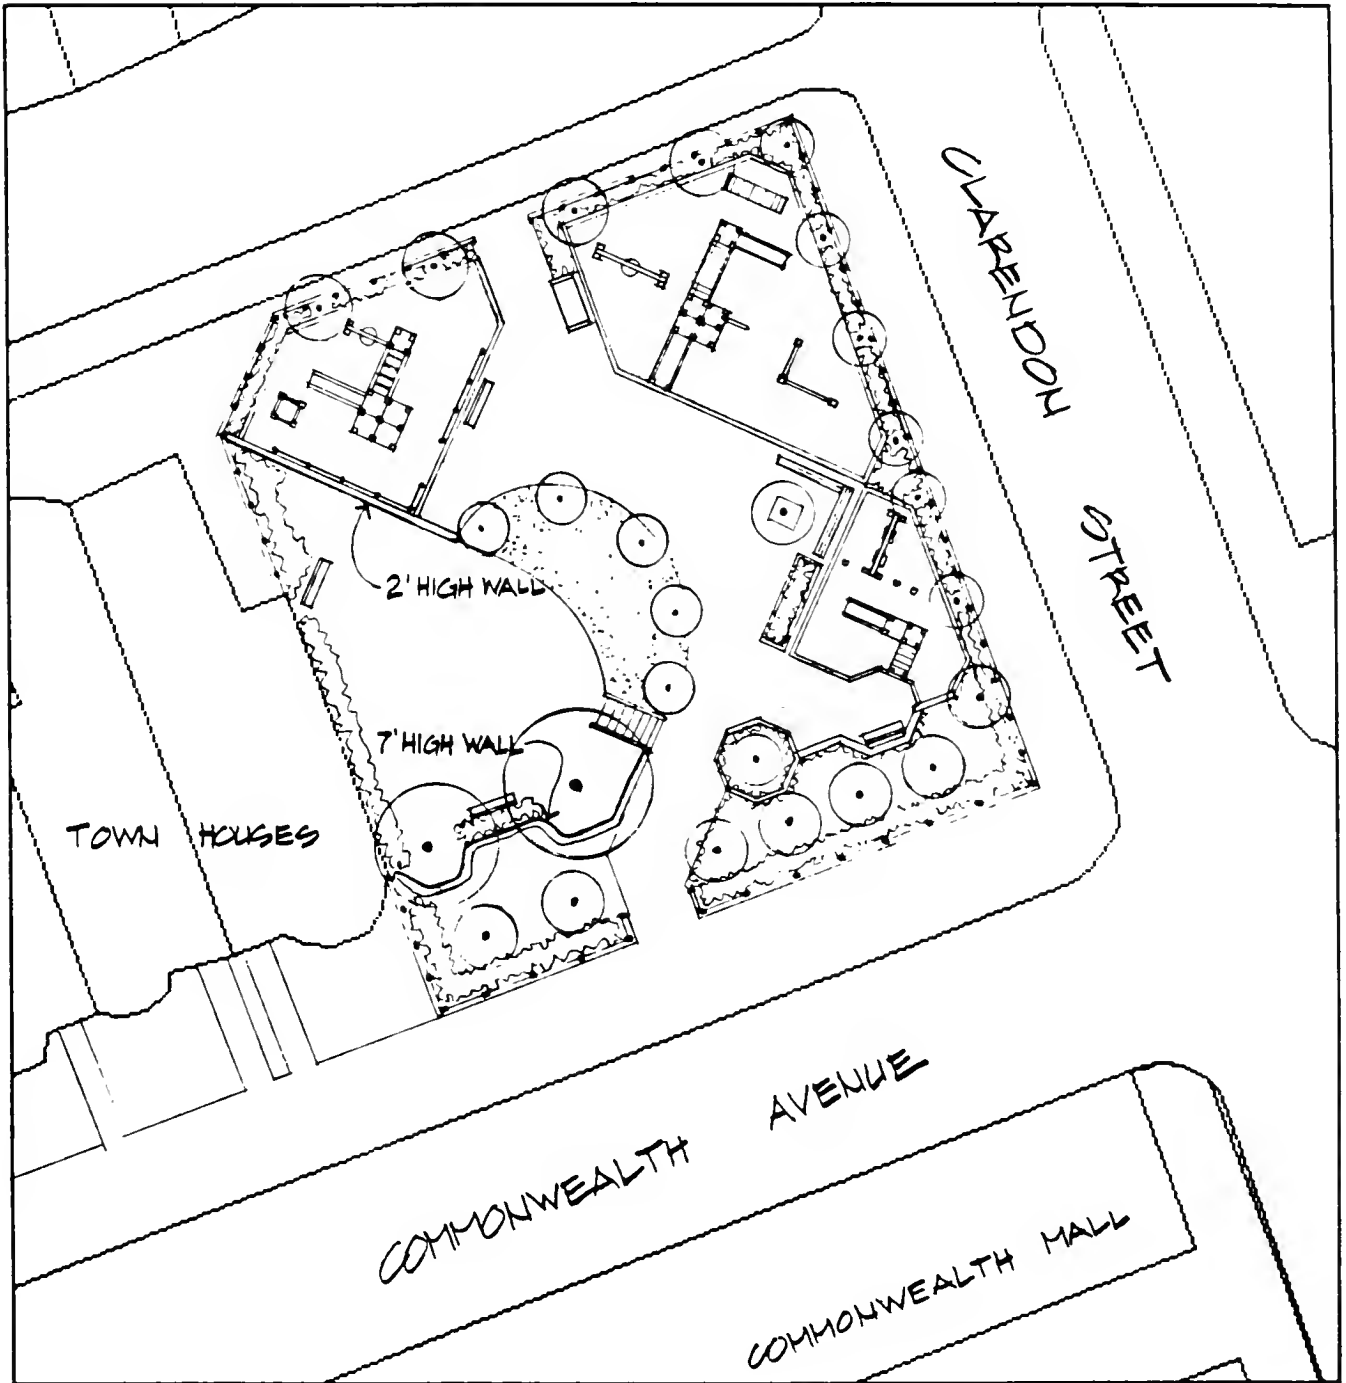 CLARENDON STREET
2' HIGH WALL
7' HIGH WALL
TOWN HOUSES
COMMONWEALTH AVENUE
COMMONWEALTH MALL